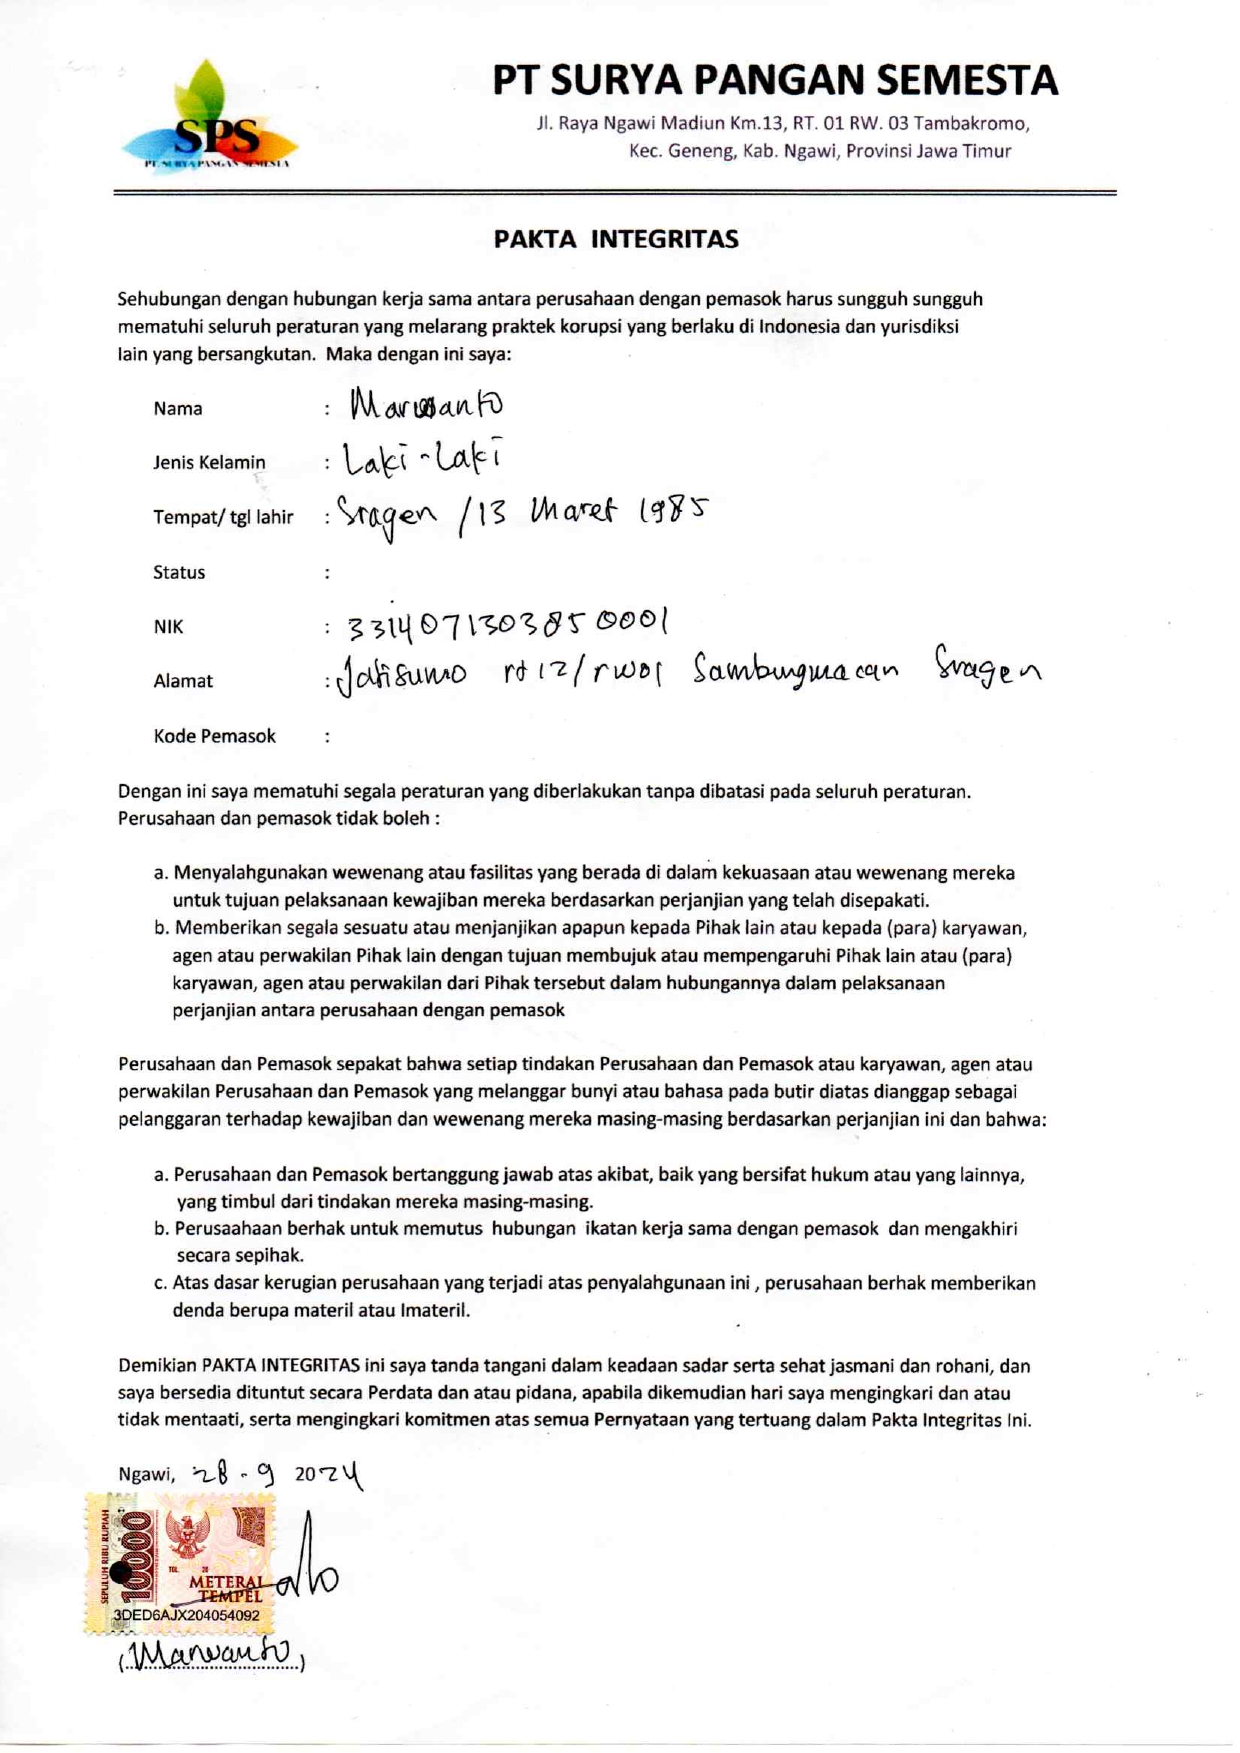 SPS
PT. SURYA PANGAN SEMESTA
PT SURYA PANGAN SEMESTA
Jl. Raya Ngawi Madiun Km.13, RT. 01 RW. 03 Tambakromo,
Kec. Geneng, Kab. Ngawi, Provinsi Jawa Timur
PAKTA INTEGRITAS
Sehubungan dengan hubungan kerja sama antara perusahaan dengan pemasok harus sungguh sungguh
mematuhi seluruh peraturan yang melarang praktek korupsi yang berlaku di Indonesia dan yurisdiksi
lain yang bersangkutan. Maka dengan ini saya:
Nama : Marwanto
Jenis Kelamin : Laki-Laki
Tempat/ tgl lahir : Sragen /13 Maret 1985
Status :
NIK : 3314071303850001
Alamat : Jatisumo rt 12/rw01 Sambungmacan Sragen
Kode Pemasok :
Dengan ini saya mematuhi segala peraturan yang diberlakukan tanpa dibatasi pada seluruh peraturan.
Perusahaan dan pemasok tidak boleh :
a. Menyalahgunakan wewenang atau fasilitas yang berada di dalam kekuasaan atau wewenang mereka
untuk tujuan pelaksanaan kewajiban mereka berdasarkan perjanjian yang telah disepakati.
b. Memberikan segala sesuatu atau menjanjikan apapun kepada Pihak lain atau kepada (para) karyawan,
agen atau perwakilan Pihak lain dengan tujuan membujuk atau mempengaruhi Pihak lain atau (para)
karyawan, agen atau perwakilan dari Pihak tersebut dalam hubungannya dalam pelaksanaan
perjanjian antara perusahaan dengan pemasok
Perusahaan dan Pemasok sepakat bahwa setiap tindakan Perusahaan dan Pemasok atau karyawan, agen atau
perwakilan Perusahaan dan Pemasok yang melanggar bunyi atau bahasa pada butir diatas dianggap sebagai
pelanggaran terhadap kewajiban dan wewenang mereka masing-masing berdasarkan perjanjian ini dan bahwa:
a. Perusahaan dan Pemasok bertanggung jawab atas akibat, baik yang bersifat hukum atau yang lainnya,
yang timbul dari tindakan mereka masing-masing.
b. Perusaahaan berhak untuk memutus hubungan ikatan kerja sama dengan pemasok dan mengakhiri
secara sepihak.
c. Atas dasar kerugian perusahaan yang terjadi atas penyalahgunaan ini , perusahaan berhak memberikan
denda berupa materil atau Imateril.
Demikian PAKTA INTEGRITAS ini saya tanda tangani dalam keadaan sadar serta sehat jasmani dan rohani, dan
saya bersedia dituntut secara Perdata dan atau pidana, apabila dikemudian hari saya mengingkari dan atau
tidak mentaati, serta mengingkari komitmen atas semua Pernyataan yang tertuang dalam Pakta Integritas Ini.
Ngawi, 28 - 9 2024
SEPULUH RIBU RUPIAH
10000
TGL. 20
METERAI
TEMPEL
3DED6AJX204054092
(Marwanto)